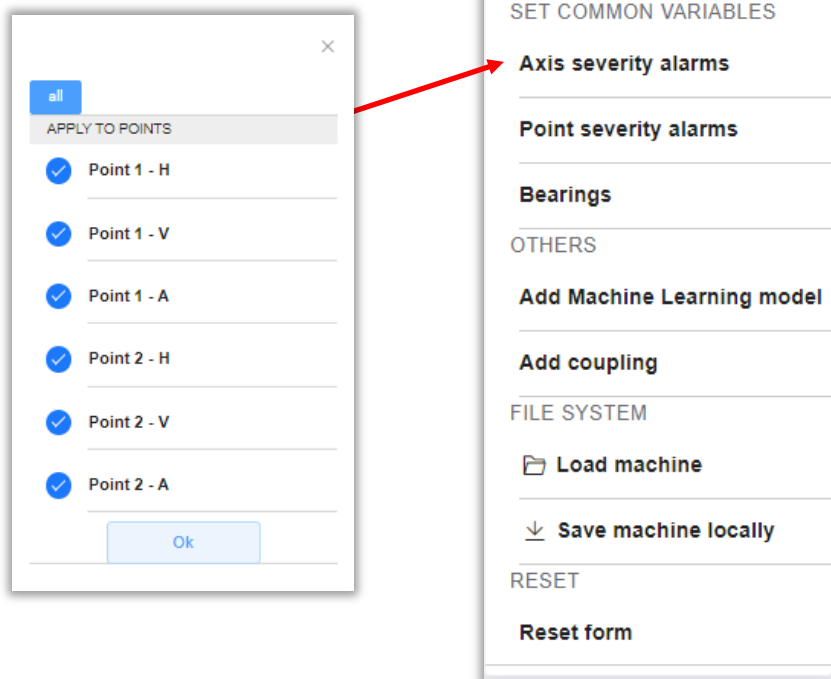 all
APPLY TO POINTS
Point 1 - H
Point 1 - V
Point 1 - A
Point 2 - H
Point 2 - V
Point 2 - A
Ok
SET COMMON VARIABLES
Axis severity alarms
Point severity alarms
Bearings
OTHERS
Add Machine Learning model
Add coupling
FILE SYSTEM
Load machine
Save machine locally
RESET
Reset form